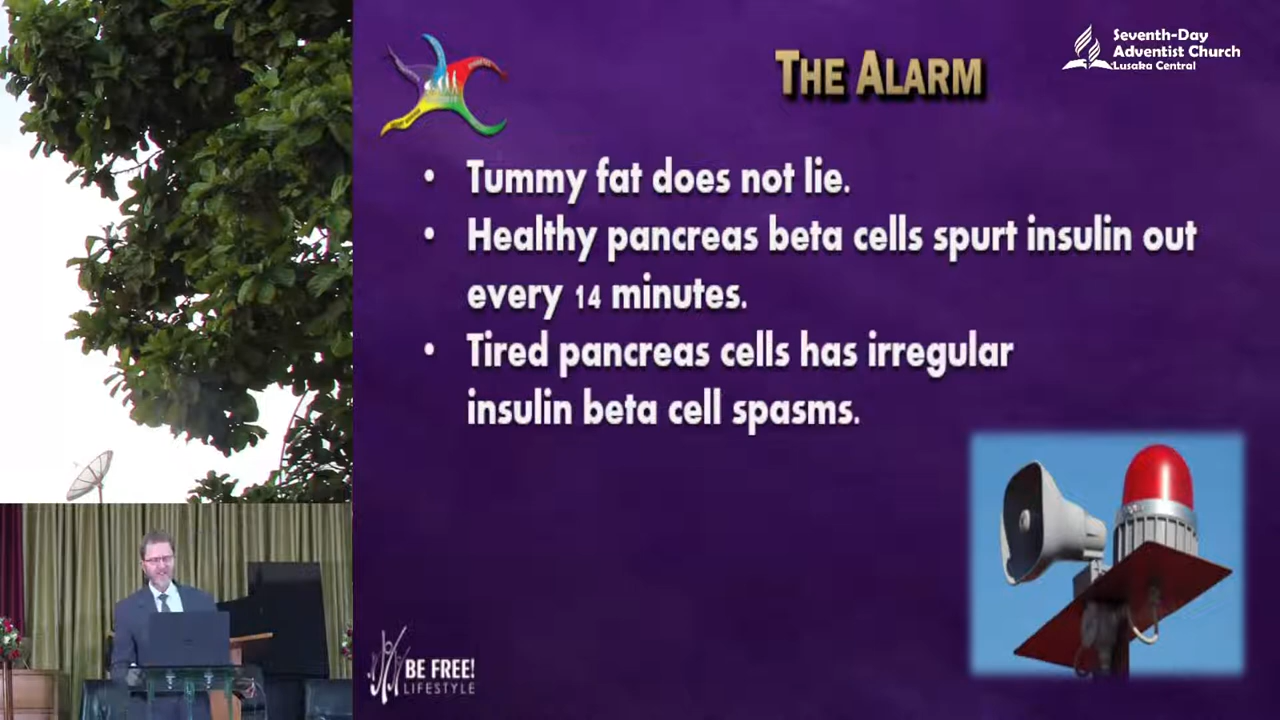 Seventh-Day
Adventist Church
Lusaka Central
THE ALARM
• Tummy fat does not lie.
• Healthy pancreas beta cells spurt insulin out
every 14 minutes.
• Tired pancreas cells has irregular
insulin beta cell spasms.
BE FREE!
LIFESTYLE